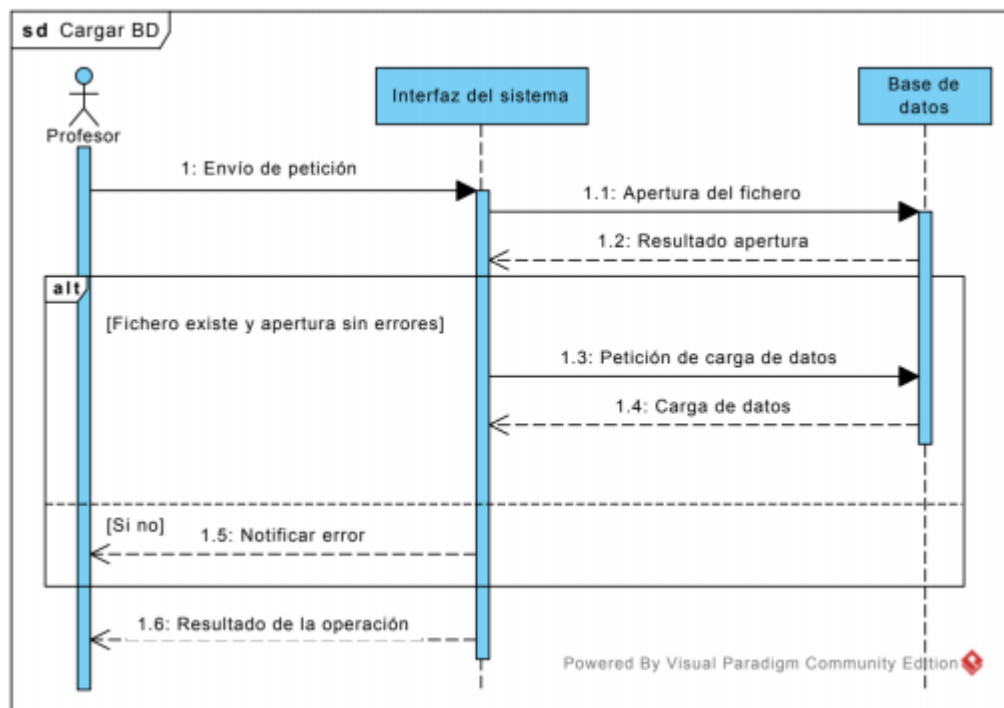 sd Cargar BD
Profesor
Interfaz del sistema
Base de
datos
1: Envío de petición
1.1: Apertura del fichero
1.2: Resultado apertura
alt
[Fichero existe y apertura sin errores]
1.3: Petición de carga de datos
1.4: Carga de datos
[Si no]
1.5: Notificar error
1.6: Resultado de la operación
Powered By Visual Paradigm Community Edition